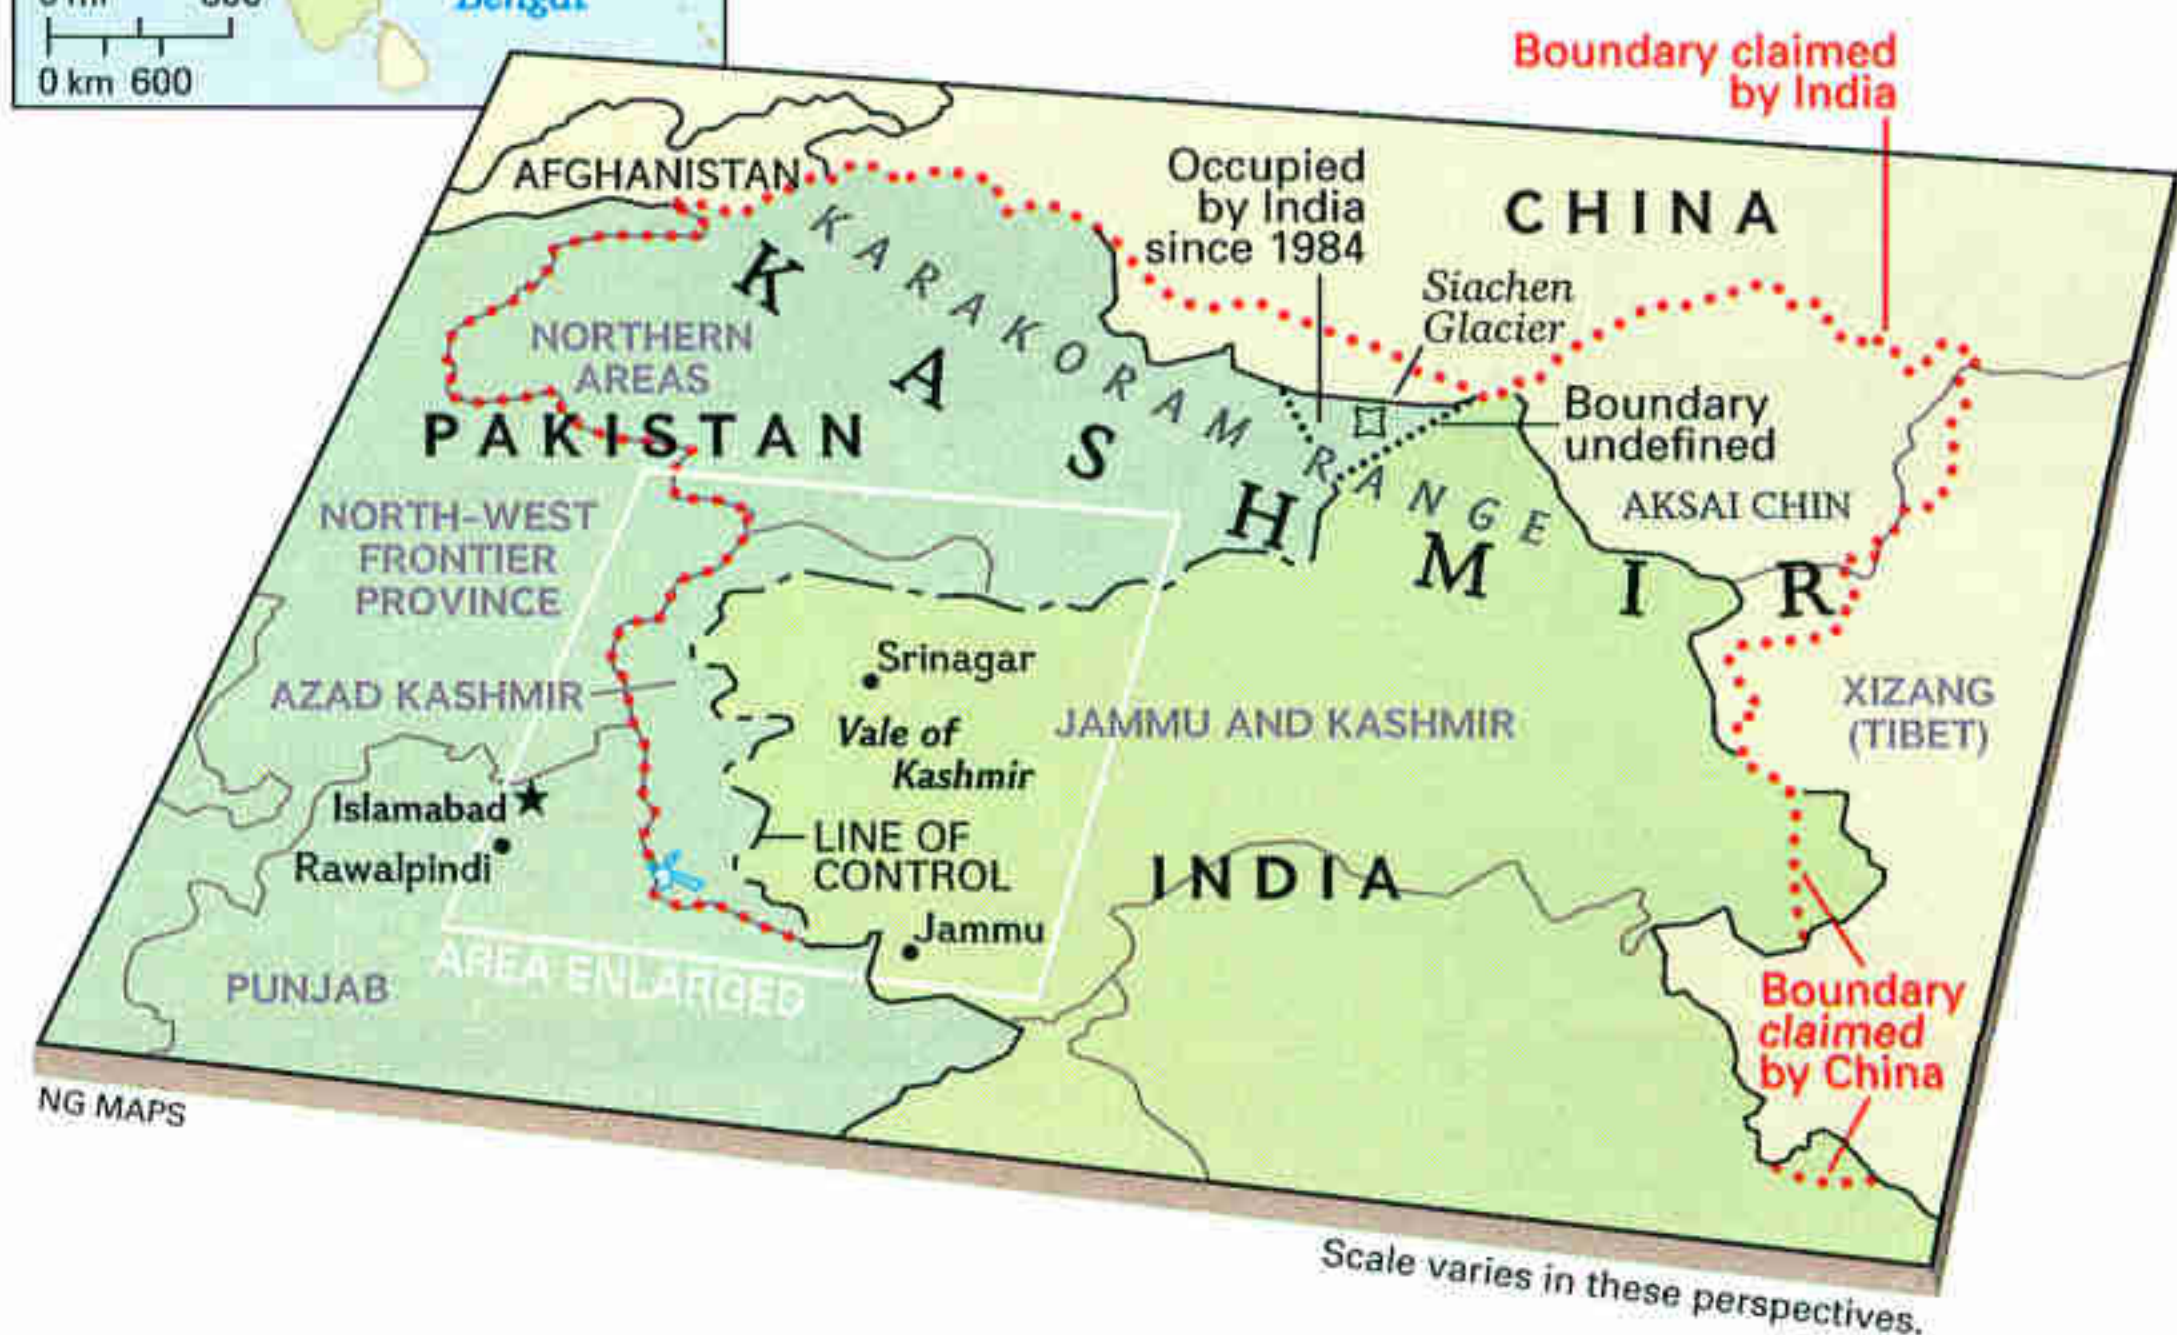 Bengal
0 km 600
Boundary claimed
by India
AFGHANISTAN
Occupied
by India
since 1984
CHINA
KARAKORAM RANGE
KASHMIR
Siachen
Glacier
NORTHERN
AREAS
Boundary
undefined
PAKISTAN
AKSAI CHIN
NORTH-WEST
FRONTIER
PROVINCE
Srinagar
AZAD KASHMIR
JAMMU AND KASHMIR
XIZANG
(TIBET)
Vale of
Kashmir
Islamabad
Rawalpindi
LINE OF
CONTROL
INDIA
Jammu
AREA ENLARGED
PUNJAB
Boundary
claimed
by China
NG MAPS
Scale varies in these perspectives.